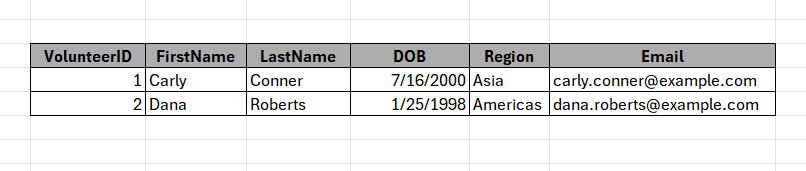 VolunteerID FirstName LastName DOB Region Email
1 Carly Conner 7/16/2000 Asia carly.conner@example.com
2 Dana Roberts 1/25/1998 Americas dana.roberts@example.com